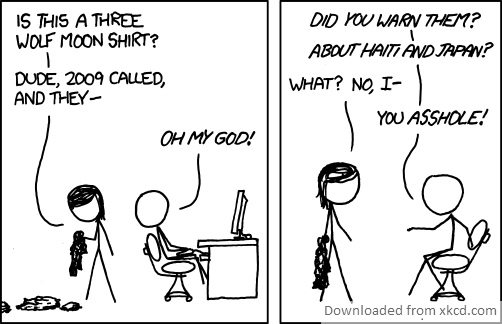 IS THIS A THREE
WOLF MOON SHIRT?
DUDE, 2009 CALLED,
AND THEY—
OH MY GOD!
DID YOU WARN THEM?
ABOUT HAITI AND JAPAN?
WHAT? NO, I—
YOU ASSHOLE!
Downloaded from xkcd.com